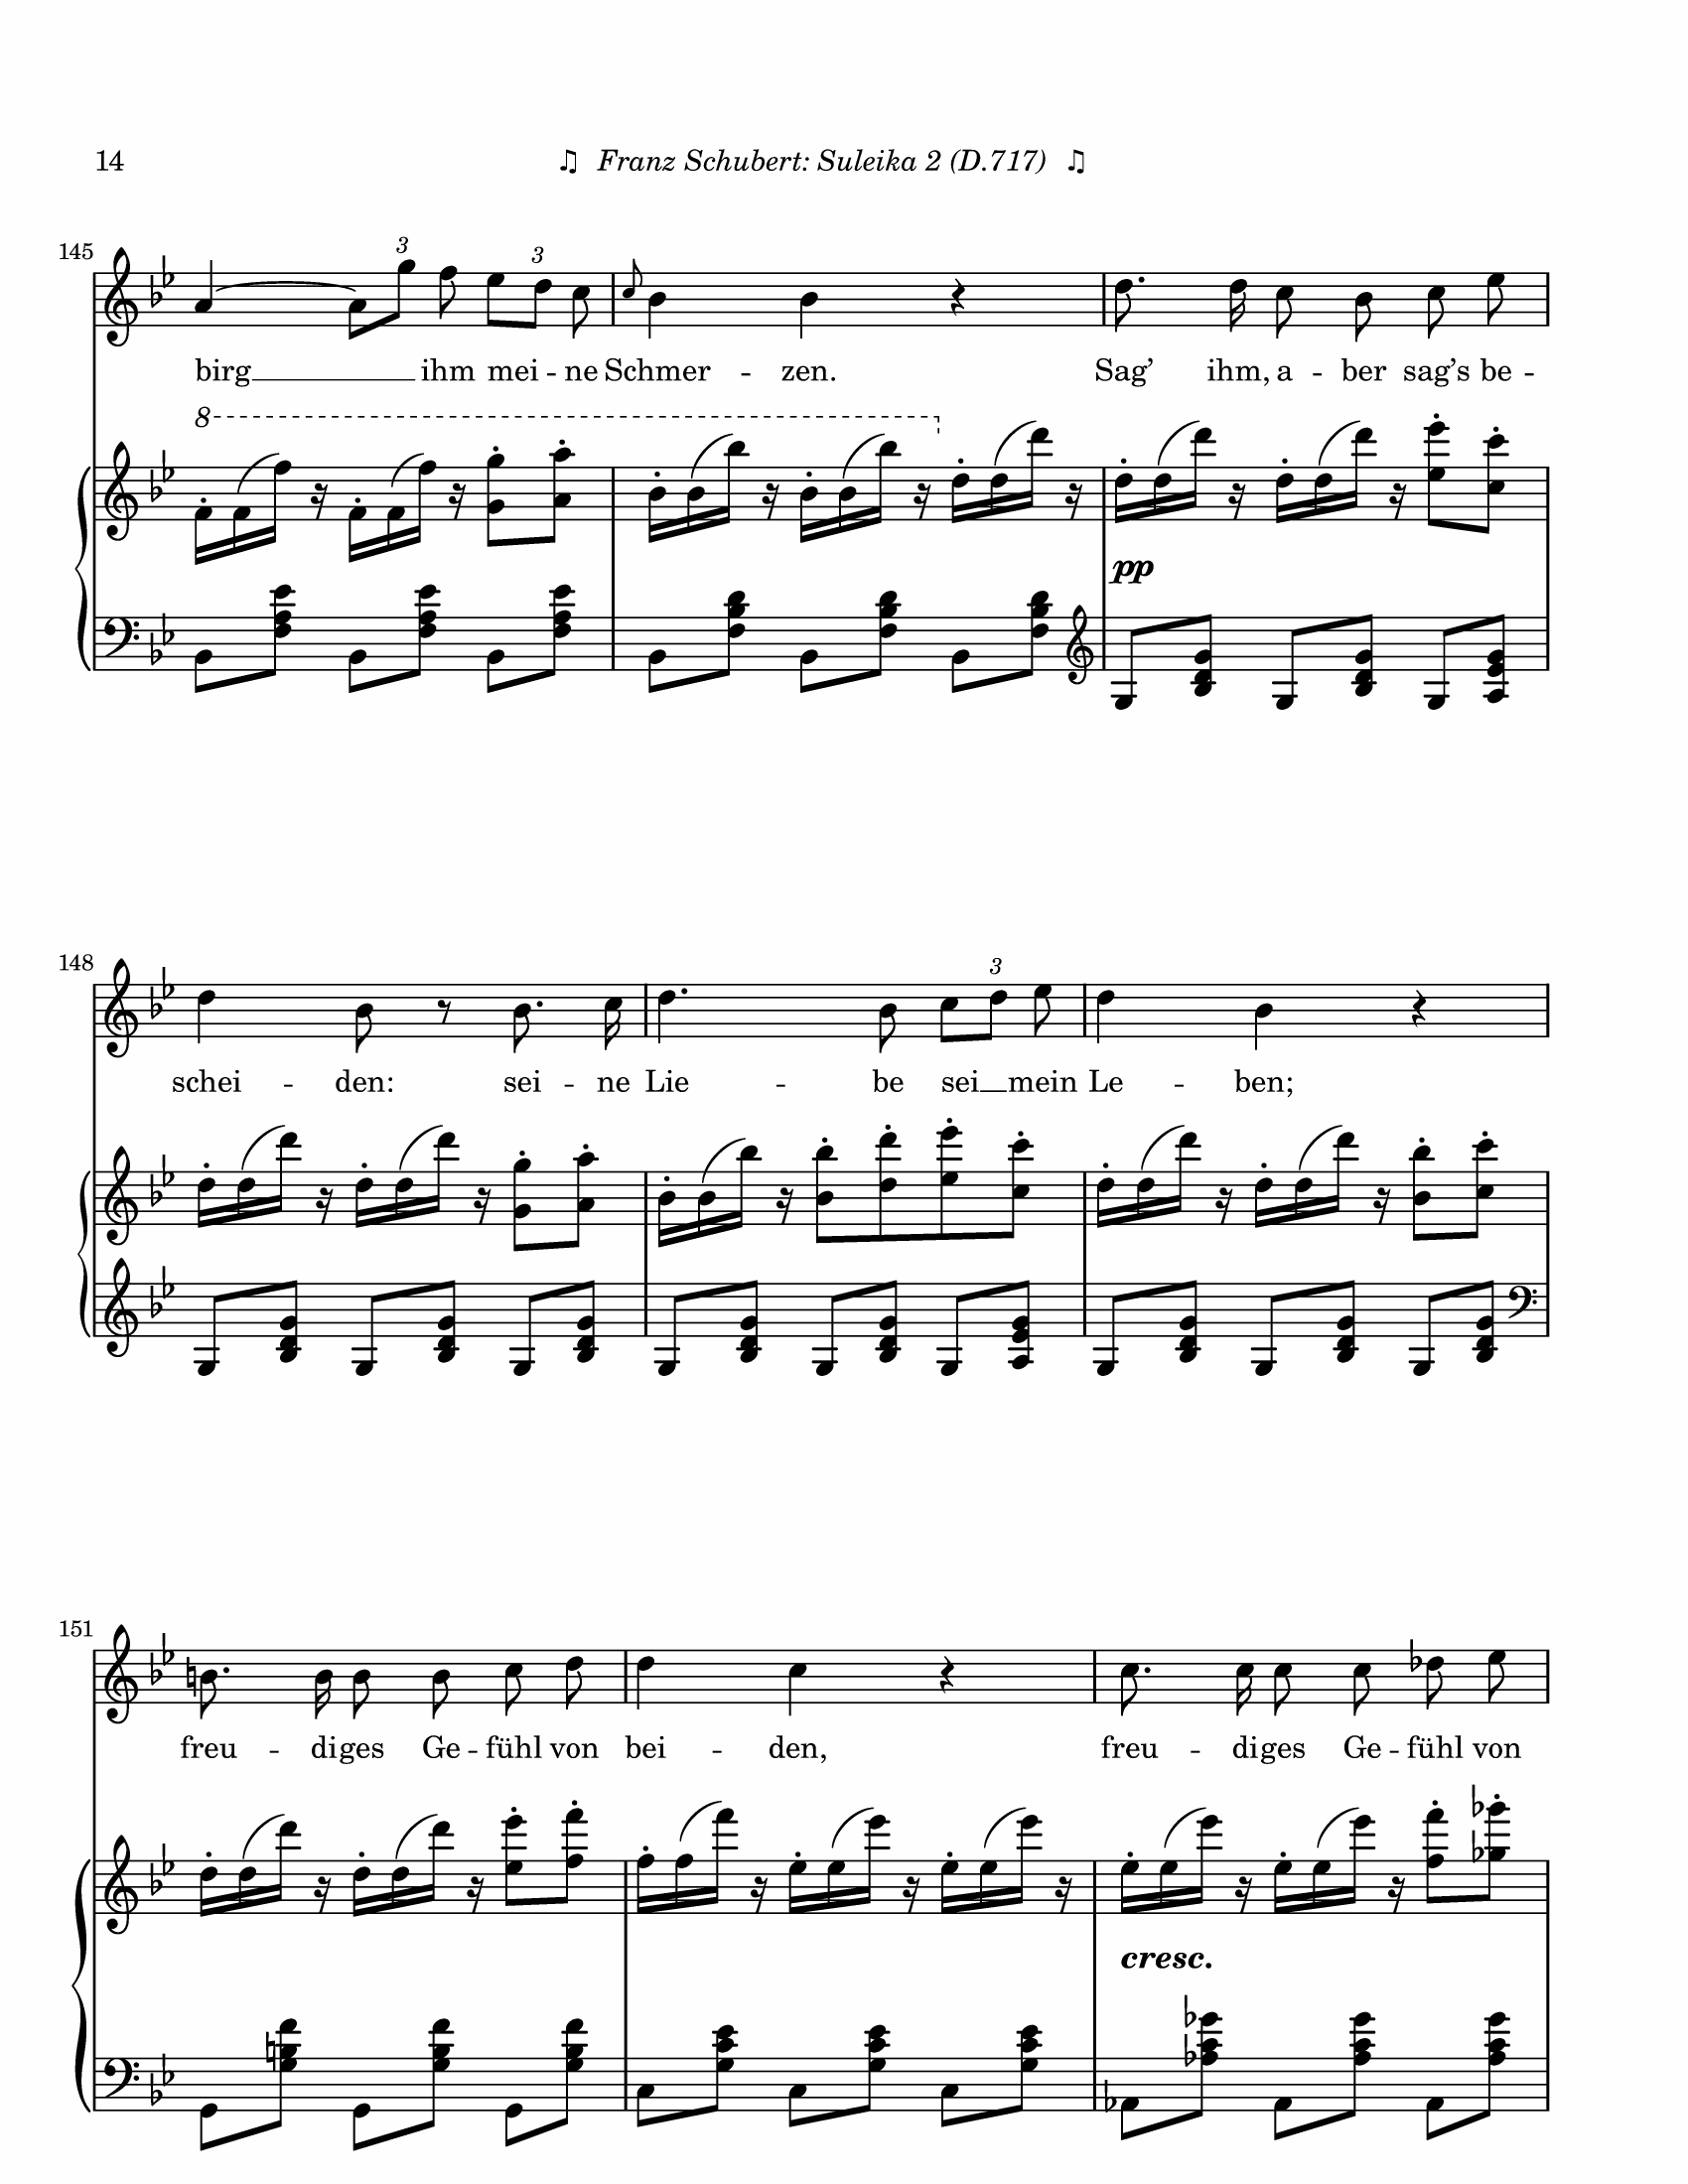 14
♫ Franz Schubert: Suleika 2 (D.717) ♫
145
3
3
birg __ ihm mei - ne Schmer - zen. Sag’ ihm, a - ber sag’s be -
8
pp
148
3
schei - den: sei - ne Lie - be sei __ mein Le - ben;
151
freu - diges Ge - fühl von bei - den, freu - diges Ge - fühl von
cresc.